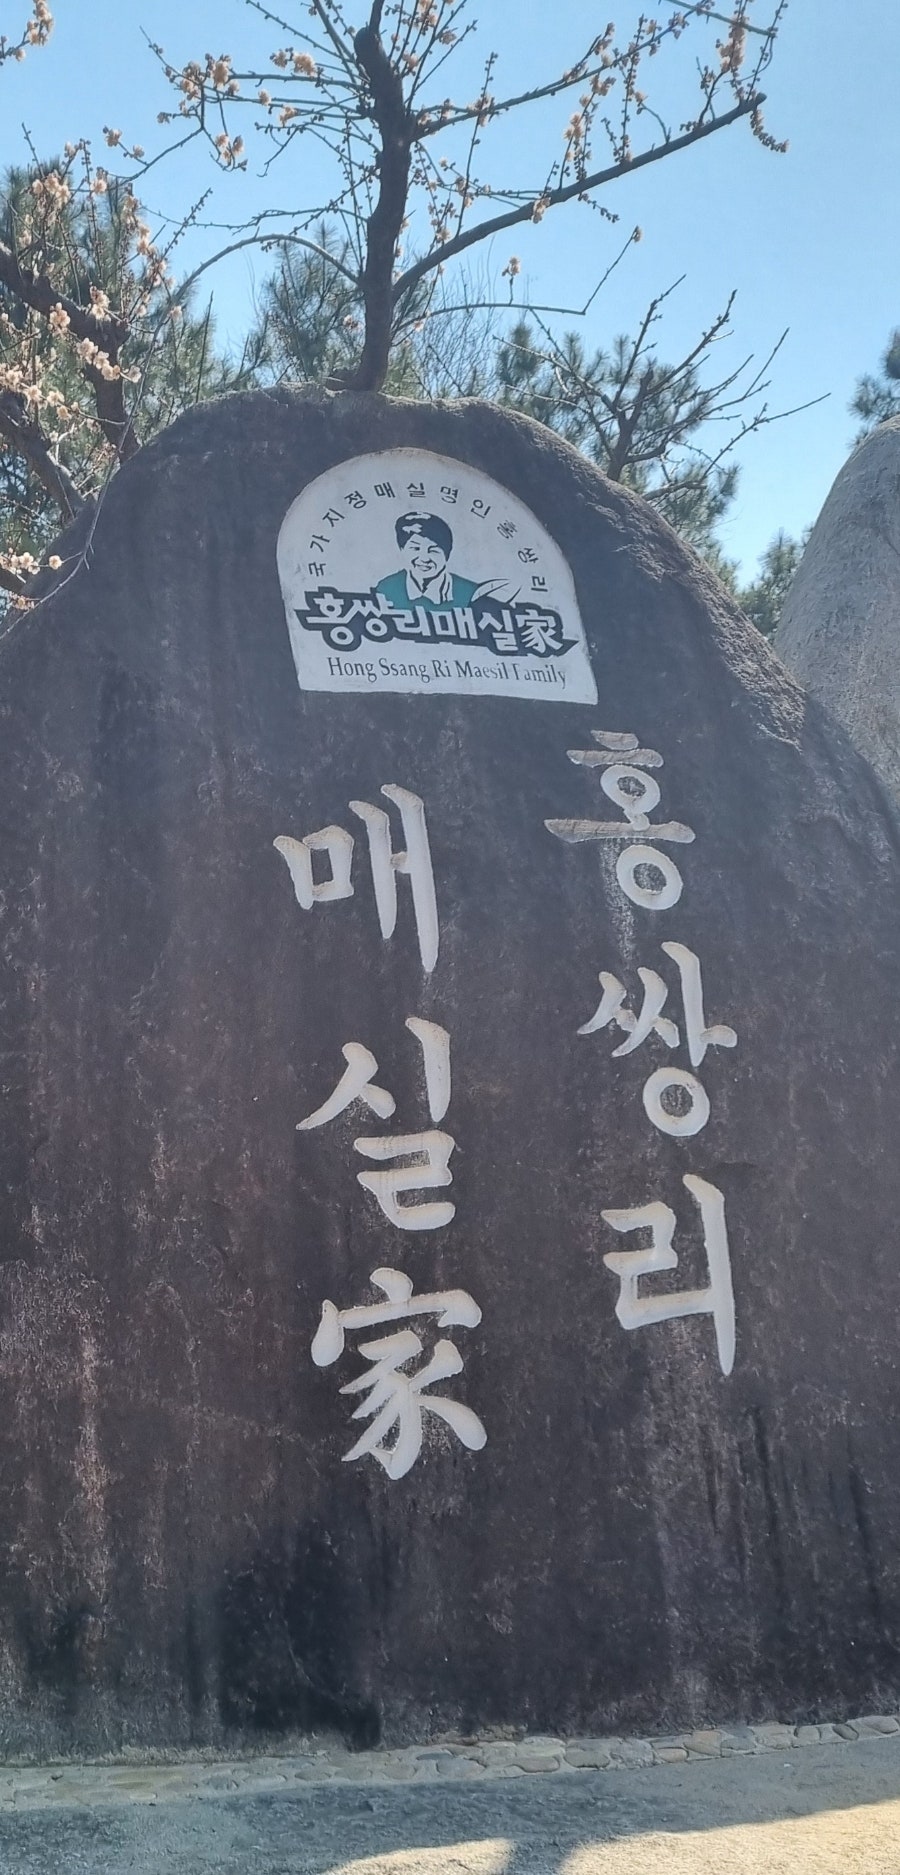 국가지정매실명인홍쌍리
홍쌍리매실家
Hong Ssang Ri Maesil Family
홍쌍리
매실家